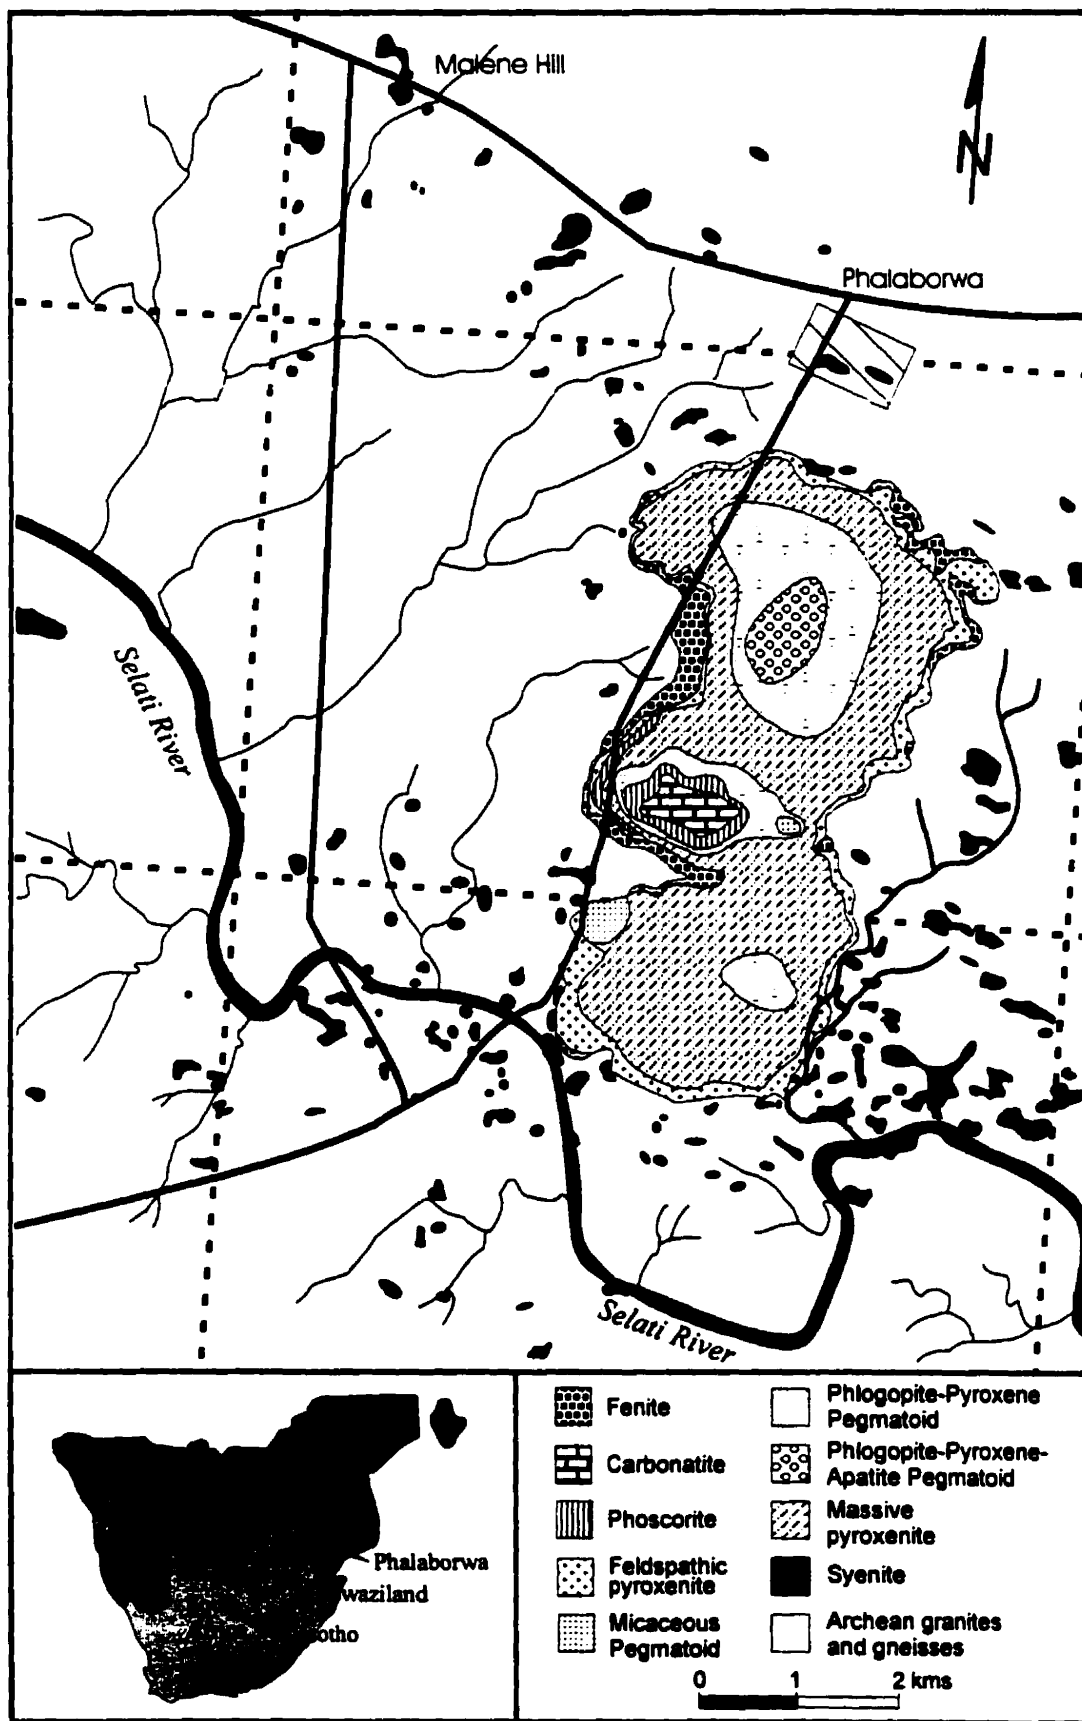 Maléne Hill
N
Phalaborwa
Selati River
Selati River
Phalaborwa
waziland
otho
Fenite
Carbonatite
Phoscorite
Feldspathic
pyroxenite
Micaceous
Pegmatoid
Phlogopite-Pyroxene
Pegmatoid
Phlogopite-Pyroxene-
Apatite Pegmatoid
Massive
pyroxenite
Syenite
Archean granites
and gneisses
0 1 2 kms